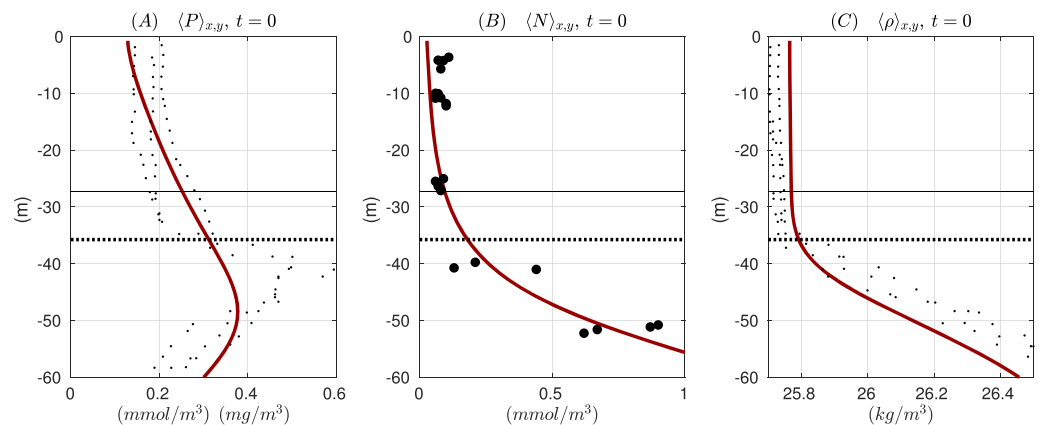 (A) ⟨P⟩x,y, t = 0
0
-10
-20
-30
-40
-50
-60
(m)
0 0.2 0.4 0.6
(mmol/m³) (mg/m³)
(B) ⟨N⟩x,y, t = 0
0
-10
-20
-30
-40
-50
-60
(m)
0 0.5 1
(mmol/m³)
(C) ⟨ρ⟩x,y, t = 0
0
-10
-20
-30
-40
-50
-60
(m)
25.8 26 26.2 26.4
(kg/m³)